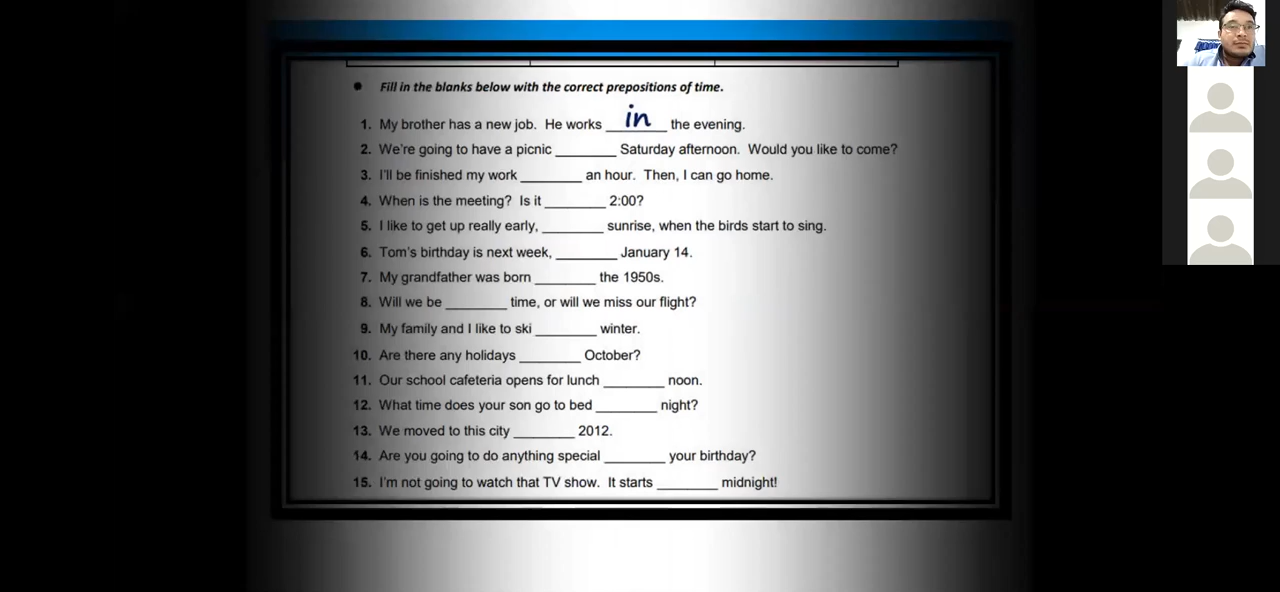 ● Fill in the blanks below with the correct prepositions of time.
1. My brother has a new job. He works in the evening.
2. We're going to have a picnic ________ Saturday afternoon. Would you like to come?
3. I'll be finished my work ________ an hour. Then, I can go home.
4. When is the meeting? Is it ________ 2:00?
5. I like to get up really early, ________ sunrise, when the birds start to sing.
6. Tom's birthday is next week, ________ January 14.
7. My grandfather was born ________ the 1950s.
8. Will we be ________ time, or will we miss our flight?
9. My family and I like to ski ________ winter.
10. Are there any holidays ________ October?
11. Our school cafeteria opens for lunch ________ noon.
12. What time does your son go to bed ________ night?
13. We moved to this city ________ 2012.
14. Are you going to do anything special ________ your birthday?
15. I'm not going to watch that TV show. It starts ________ midnight!